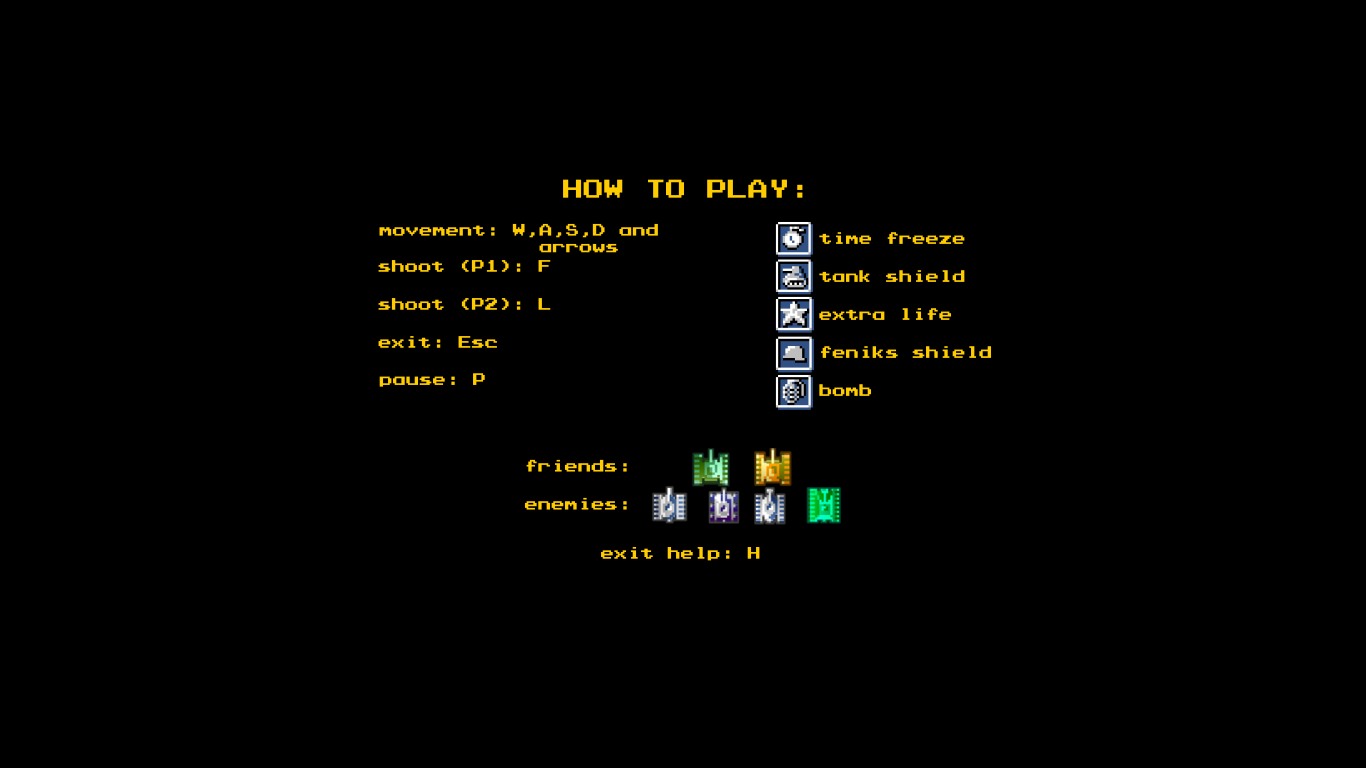 HOW TO PLAY:
movement: W,A,S,D and
arrows
shoot (P1): F
shoot (P2): L
exit: Esc
pause: P
time freeze
tank shield
extra life
feniks shield
bomb
friends:
enemies:
exit help: H